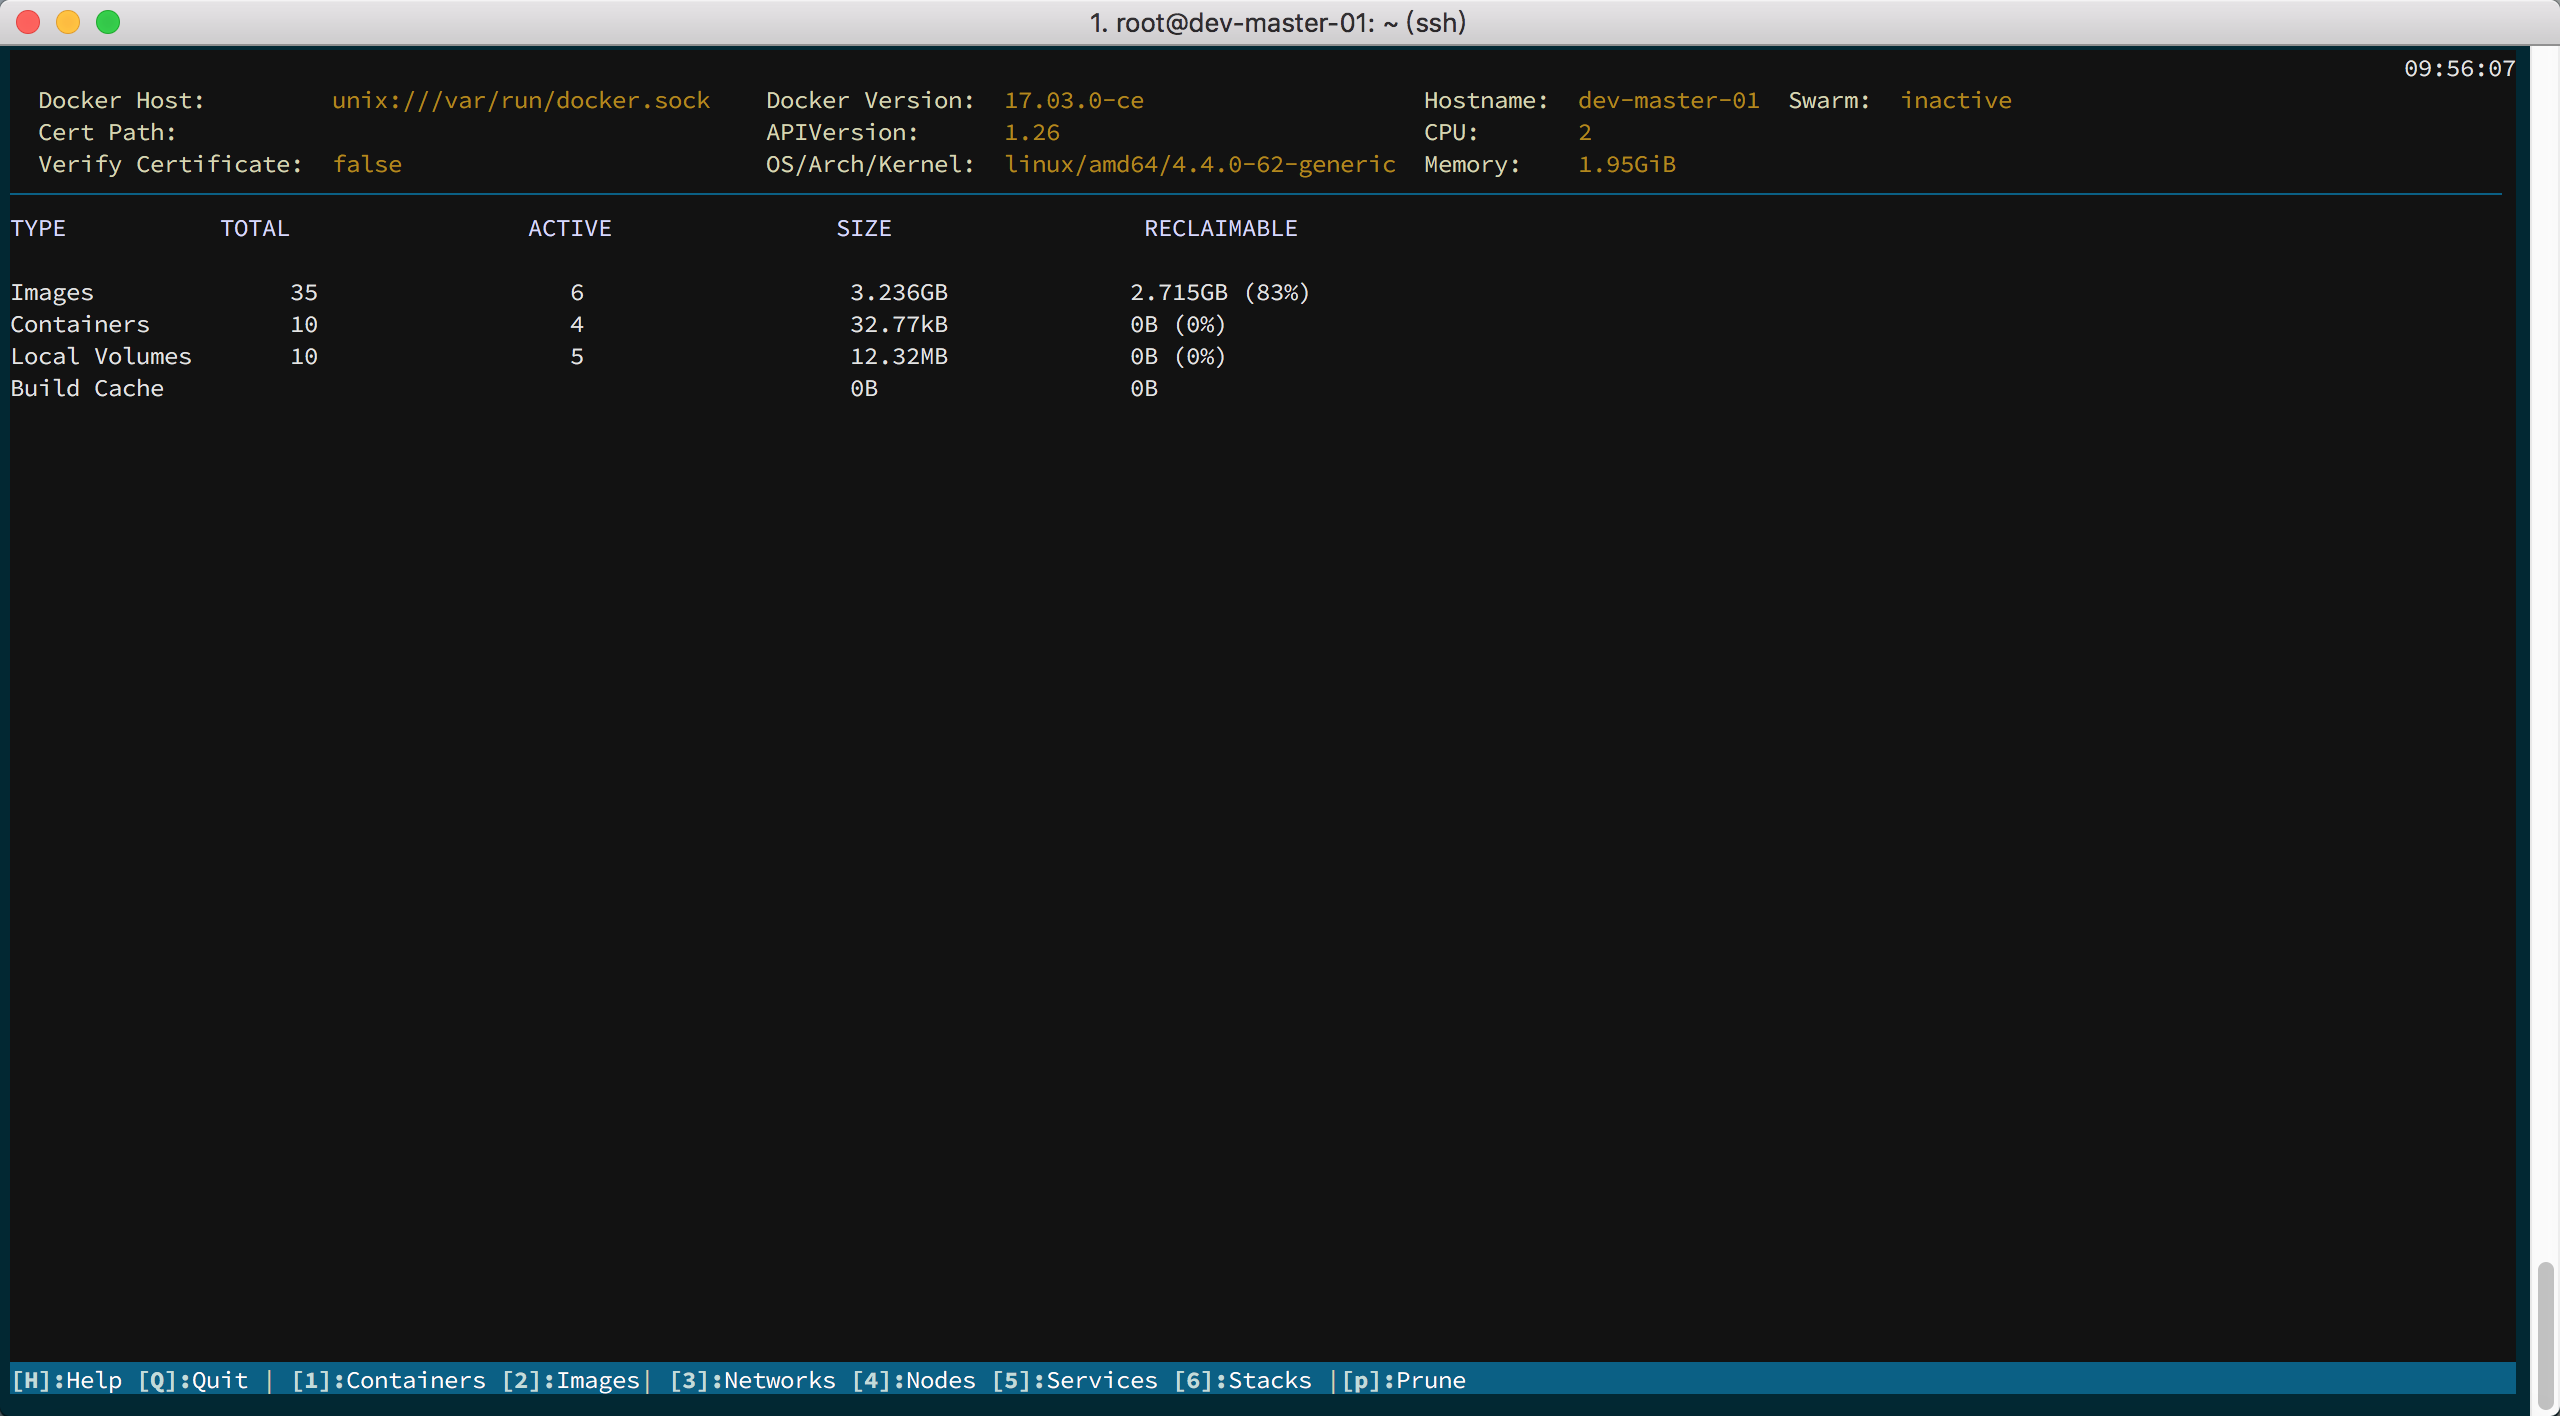 1. root@dev-master-01: ~ (ssh)
09:56:07
Docker Host: unix:///var/run/docker.sock Docker Version: 17.03.0-ce Hostname: dev-master-01 Swarm: inactive
Cert Path: APIVersion: 1.26 CPU: 2
Verify Certificate: false OS/Arch/Kernel: linux/amd64/4.4.0-62-generic Memory: 1.95GiB
TYPE TOTAL ACTIVE SIZE RECLAIMABLE
Images 35 6 3.236GB 2.715GB (83%)
Containers 10 4 32.77kB 0B (0%)
Local Volumes 10 5 12.32MB 0B (0%)
Build Cache 0B 0B
[H]:Help [Q]:Quit | [1]:Containers [2]:Images| [3]:Networks [4]:Nodes [5]:Services [6]:Stacks |[p]:Prune